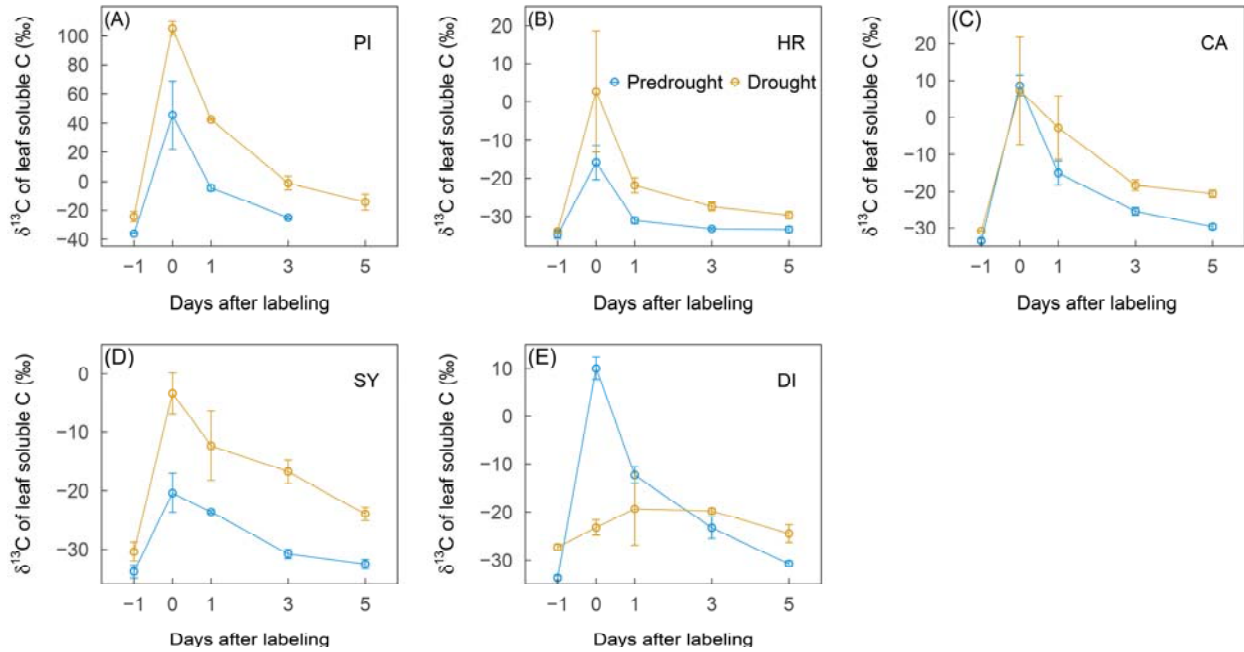 (A)
PI
δ¹³C of leaf soluble C (‰)
100
80
60
40
20
0
−20
−40
−1 0 1 3 5
Days after labeling
(B)
HR
Predrought Drought
δ¹³C of leaf soluble C (‰)
20
10
0
−10
−20
−30
−1 0 1 3 5
Days after labeling
(C)
CA
δ¹³C of leaf soluble C (‰)
20
10
0
−10
−20
−30
−1 0 1 3 5
Days after labeling
(D)
SY
δ¹³C of leaf soluble C (‰)
0
−10
−20
−30
−1 0 1 3 5
Days after labeling
(E)
DI
δ¹³C of leaf soluble C (‰)
10
0
−10
−20
−30
−1 0 1 3 5
Days after labeling